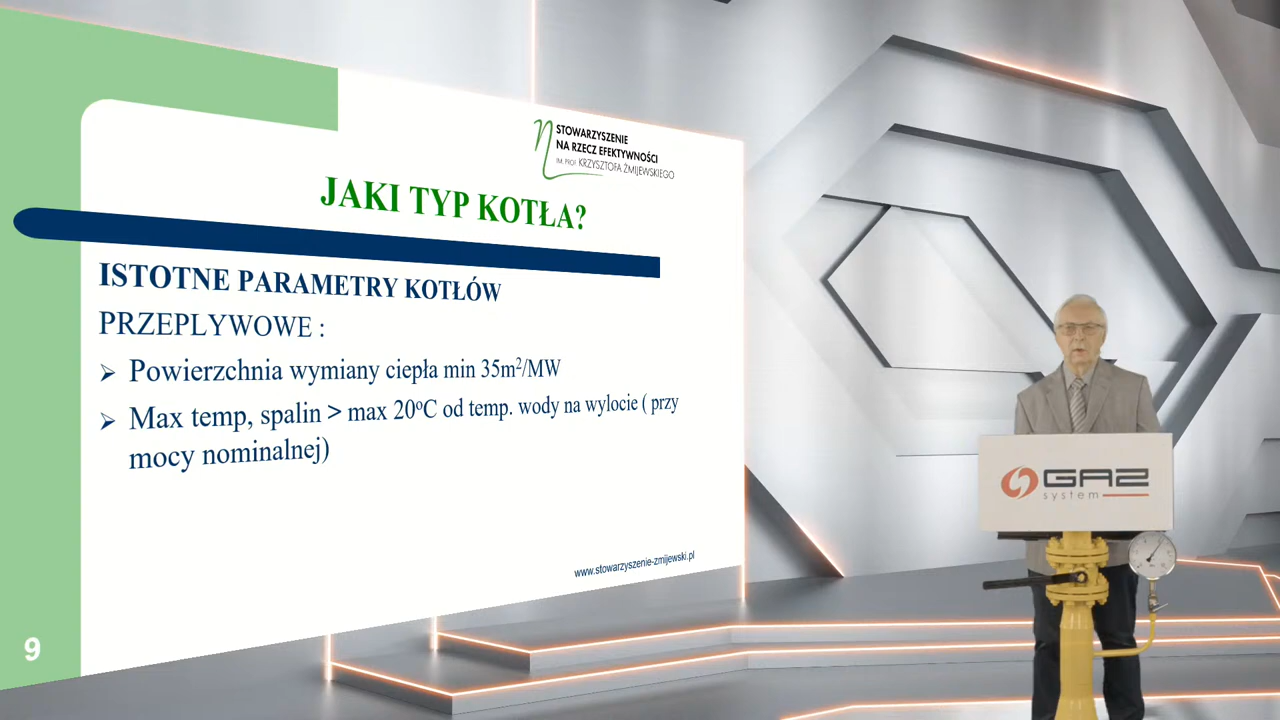 STOWARZYSZENIE
NA RZECZ EFEKTYWNOŚCI
IM. PROF. KRZYSZTOFA ŻMIJEWSKIEGO
JAKI TYP KOTŁA?
ISTOTNE PARAMETRY KOTŁÓW
PRZEPLYWOWE :
➢ Powierzchnia wymiany ciepła min 35m²/MW
➢ Max temp, spalin > max 20ºC od temp. wody na wylocie ( przy
mocy nominalnej)
www.stowarzyszenie-zmijewski.pl
9
GAZ
system